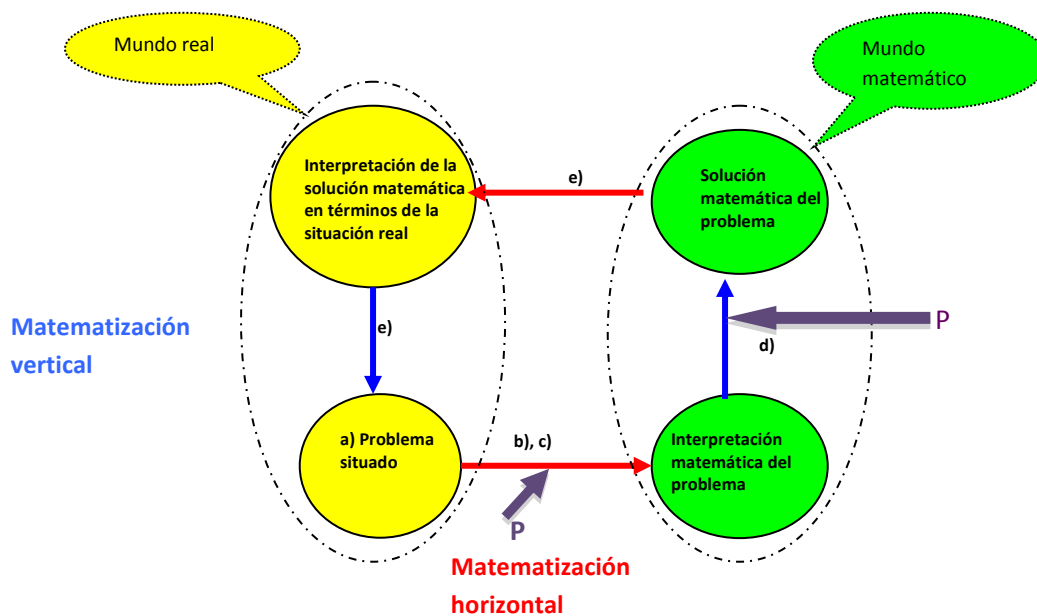 Mundo real
Mundo
matemático
Interpretación de la
solución matemática
en términos de la
situación real
e)
Solución
matemática del
problema
Matematización
vertical
e)
P
d)
a) Problema
situado
b), c)
Interpretación
matemática del
problema
P
Matematización
horizontal